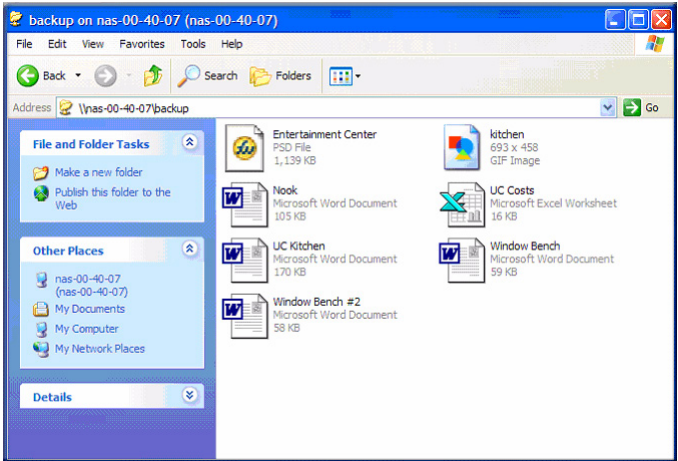 backup on nas-00-40-07 (nas-00-40-07)
File Edit View Favorites Tools Help
Back Search Folders
Address \\nas-00-40-07\backup Go
File and Folder Tasks
Make a new folder
Publish this folder to the
Web
Other Places
nas-00-40-07
(nas-00-40-07)
My Documents
My Computer
My Network Places
Details
Entertainment Center
PSD File
1,139 KB
kitchen
693 x 458
GIF Image
Nook
Microsoft Word Document
105 KB
UC Costs
Microsoft Excel Worksheet
16 KB
UC Kitchen
Microsoft Word Document
170 KB
Window Bench
Microsoft Word Document
59 KB
Window Bench #2
Microsoft Word Document
58 KB